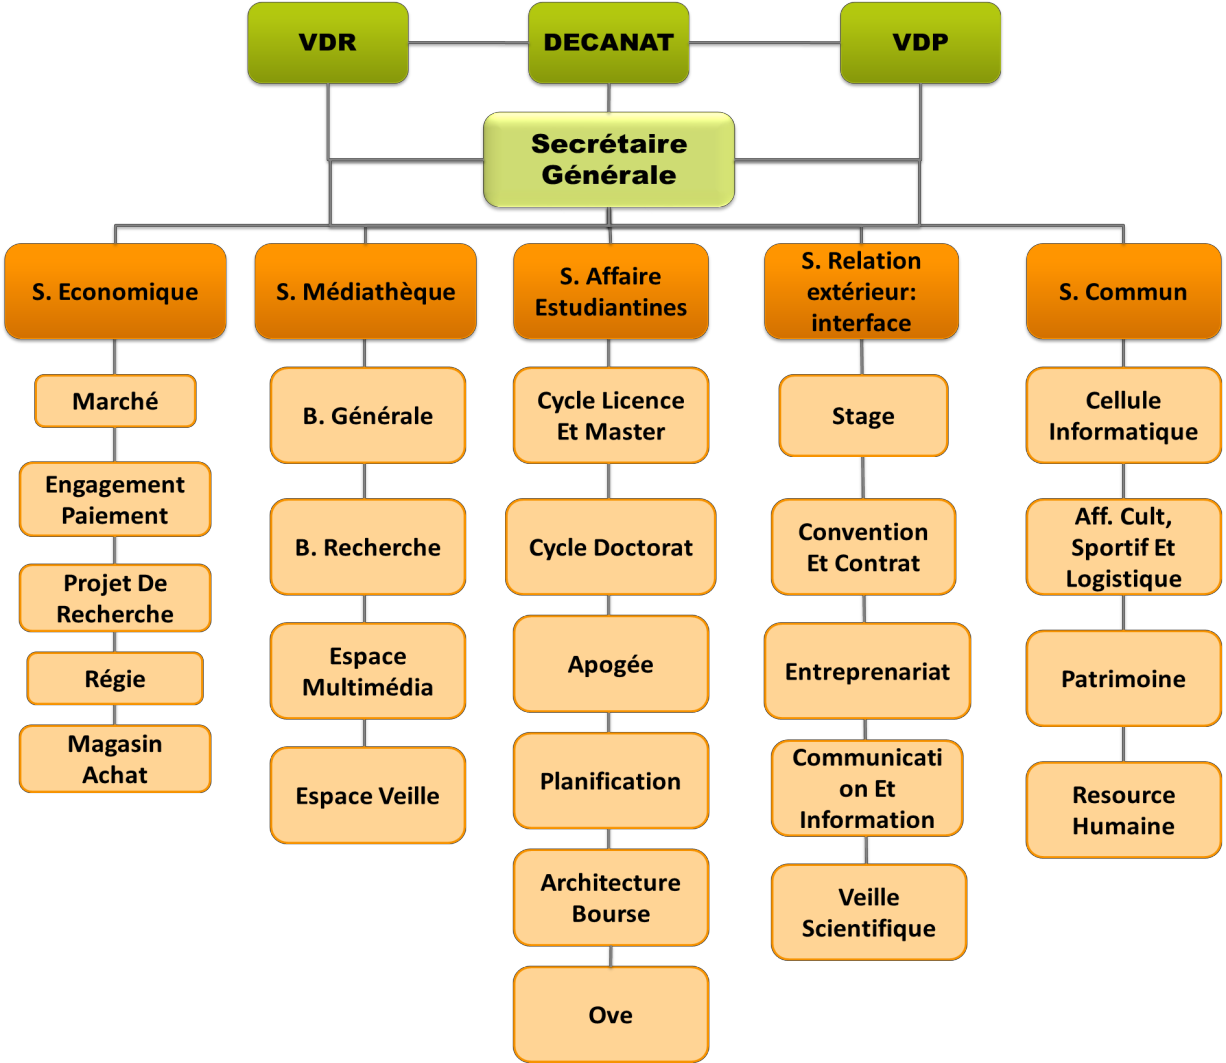 VDR
DECANAT
VDP
Secrétaire
Générale
S. Economique
S. Médiathèque
S. Affaire
Estudiantines
S. Relation
extérieur:
interface
S. Commun
Marché
Engagement
Paiement
Projet De
Recherche
Régie
Magasin
Achat
B. Générale
B. Recherche
Espace
Multimédia
Espace Veille
Cycle Licence
Et Master
Cycle Doctorat
Apogée
Planification
Architecture
Bourse
Ove
Stage
Convention
Et Contrat
Entreprenariat
Communicati
on Et
Information
Veille
Scientifique
Cellule
Informatique
Aff. Cult,
Sportif Et
Logistique
Patrimoine
Resource
Humaine